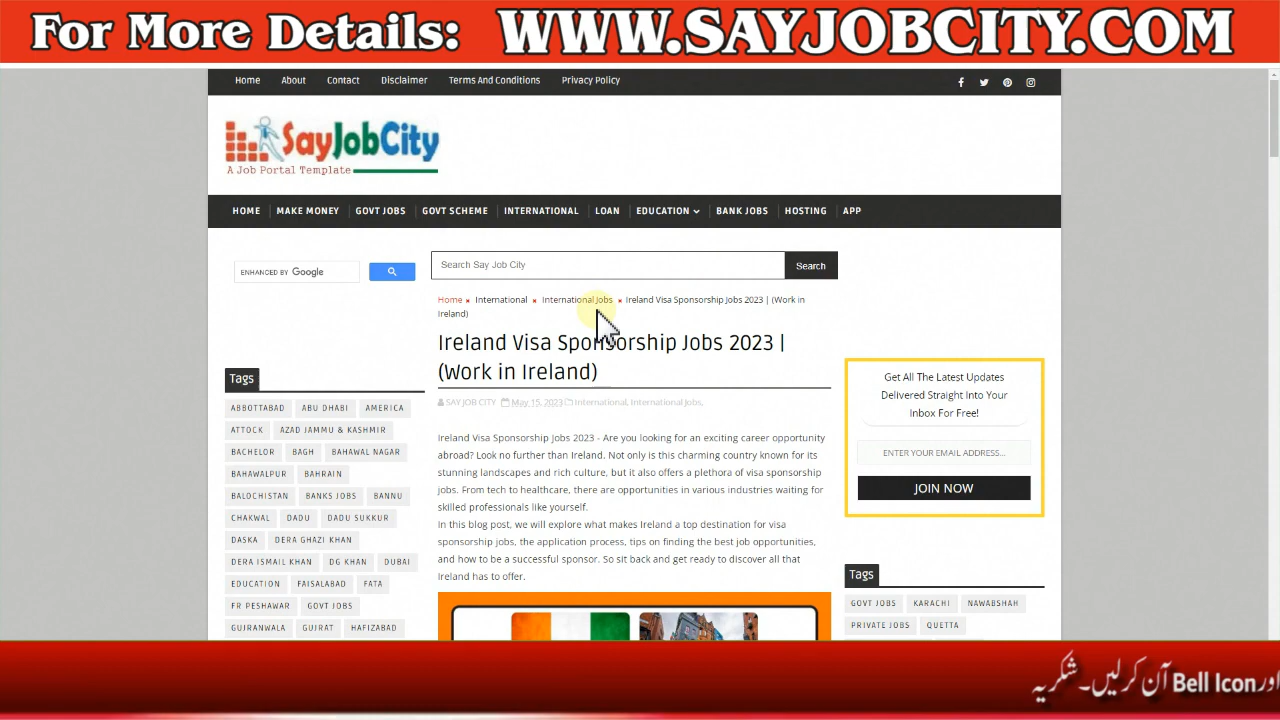 For More Details: WWW.SAYJOBCITY.COM
Home About Contact Disclaimer Terms And Conditions Privacy Policy
SayJobCity
A Job Portal Template
HOME MAKE MONEY GOVT JOBS GOVT SCHEME INTERNATIONAL LOAN EDUCATION BANK JOBS HOSTING APP
ENHANCED BY Google
Search Say Job City
Search
Home × International × International Jobs × Ireland Visa Sponsorship Jobs 2023 | (Work in
Ireland)
Ireland Visa Sponsorship Jobs 2023 |
(Work in Ireland)
SAY JOB CITY May 15, 2023 International, International Jobs,
Ireland Visa Sponsorship Jobs 2023 - Are you looking for an exciting career opportunity
abroad? Look no further than Ireland. Not only is this charming country known for its
stunning landscapes and rich culture, but it also offers a plethora of visa sponsorship
jobs. From tech to healthcare, there are opportunities in various industries waiting for
skilled professionals like yourself.
In this blog post, we will explore what makes Ireland a top destination for visa
sponsorship jobs, the application process, tips on finding the best job opportunities,
and how to be a successful sponsor. So sit back and get ready to discover all that
Ireland has to offer.
Tags
ABBOTTABAD ABU DHABI AMERICA
ATTOCK AZAD JAMMU & KASHMIR
BACHELOR BAGH BAHAWAL NAGAR
BAHAWALPUR BAHRAIN
BALOCHISTAN BANKS JOBS BANNU
CHAKWAL DADU DADU SUKKUR
DASKA DERA GHAZI KHAN
DERA ISMAIL KHAN DG KHAN DUBAI
EDUCATION FAISALABAD FATA
FR PESHAWAR GOVT JOBS
GUJRANWALA GUJRAT HAFIZABAD
Get All The Latest Updates
Delivered Straight Into Your
Inbox For Free!
ENTER YOUR EMAIL ADDRESS...
JOIN NOW
Tags
GOVT JOBS KARACHI NAWABSHAH
PRIVATE JOBS QUETTA
اور Bell Icon آن کرلیں۔ شکریہ